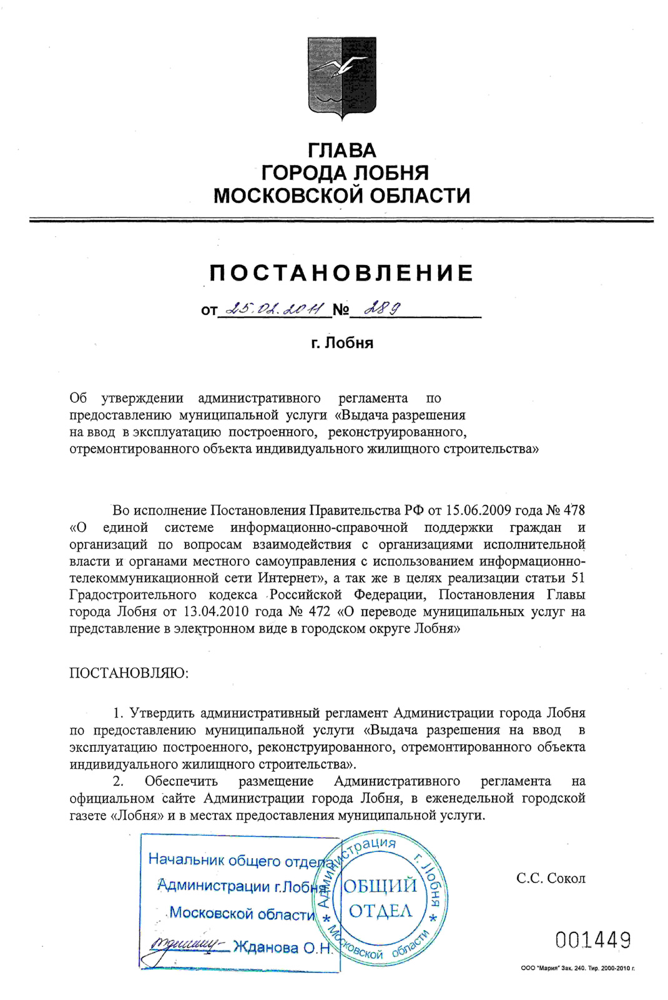 ГЛАВА
ГОРОДА ЛОБНЯ
МОСКОВСКОЙ ОБЛАСТИ
ПОСТАНОВЛЕНИЕ
от 25.02.2011 № 289
г. Лобня
Об утверждении административного регламента по
предоставлению муниципальной услуги «Выдача разрешения
на ввод в эксплуатацию построенного, реконструированного,
отремонтированного объекта индивидуального жилищного строительства»
Во исполнение Постановления Правительства РФ от 15.06.2009 года № 478
«О единой системе информационно-справочной поддержки граждан и
организаций по вопросам взаимодействия с организациями исполнительной
власти и органами местного самоуправления с использованием информационно-
телекоммуникационной сети Интернет», а так же в целях реализации статьи 51
Градостроительного кодекса Российской Федерации, Постановления Главы
города Лобня от 13.04.2010 года № 472 «О переводе муниципальных услуг на
представление в электронном виде в городском округе Лобня»
ПОСТАНОВЛЯЮ:
1. Утвердить административный регламент Администрации города Лобня
по предоставлению муниципальной услуги «Выдача разрешения на ввод в
эксплуатацию построенного, реконструированного, отремонтированного объекта
индивидуального жилищного строительства».
2. Обеспечить размещение Административного регламента на
официальном сайте Администрации города Лобня, в еженедельной городской
газете «Лобня» и в местах предоставления муниципальной услуги.
Начальник общего отдела
Администрации г.Лобня
Московской области
Жданова О.Н.
Администрация г. Лобня
* Московской области *
ОБЩИЙ
ОТДЕЛ
С.С. Сокол
001449
ООО "Мария" Зак. 240. Тир. 2000-2010 г.